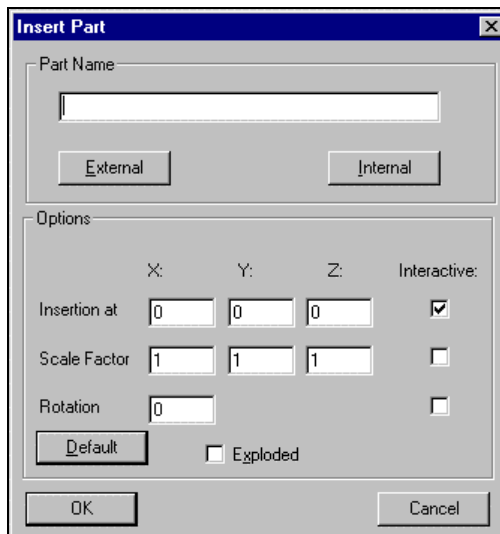 Insert Part
Part Name
External Internal
Options
X: Y: Z: Interactive:
Insertion at 0 0 0
Scale Factor 1 1 1
Rotation 0
Default Exploded
OK Cancel